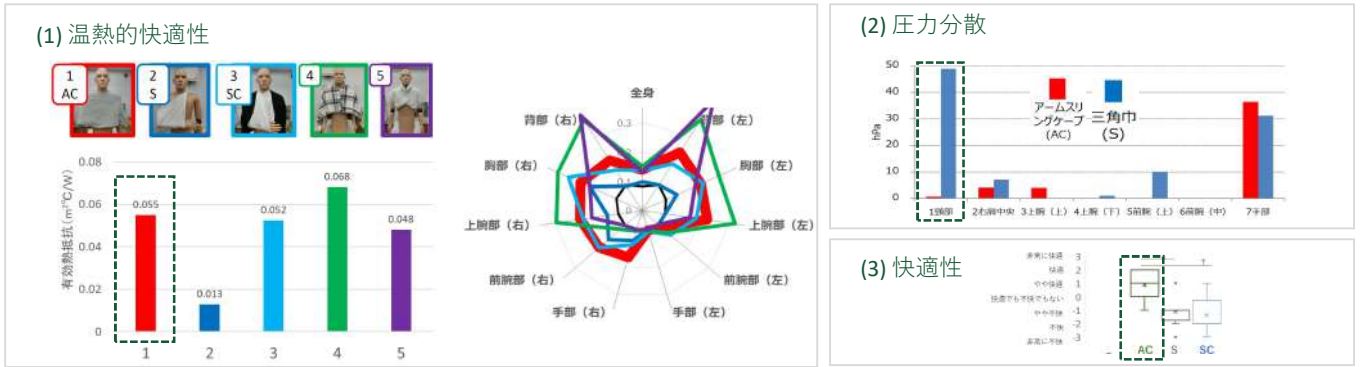 (1) 温熱的快適性
1
AC
2
S
3
SC
4
5
有効熱抵抗(m²℃/W)
0.08
0.06
0.04
0.02
0
0.055
0.013
0.052
0.068
0.048
1
2
3
4
5
全身
背部（右）
背部（左）
胸部（右）
胸部（左）
上腕部（右）
上腕部（左）
前腕部（右）
前腕部（左）
手部（右）
手部（左）
0.3
(2) 圧力分散
hPa
50
40
30
20
10
0
アームスリ
ングケープ
(AC)
三角巾
(S)
1頸部
2右肩中央
3上腕（上）
4上腕（下）
5前腕（上）
6前腕（中）
7手部
(3) 快適性
非常に快適
快適
やや快適
快適でも不快でもない
やや不快
不快
非常に不快
3
2
1
0
-1
-2
-3
AC
S
SC